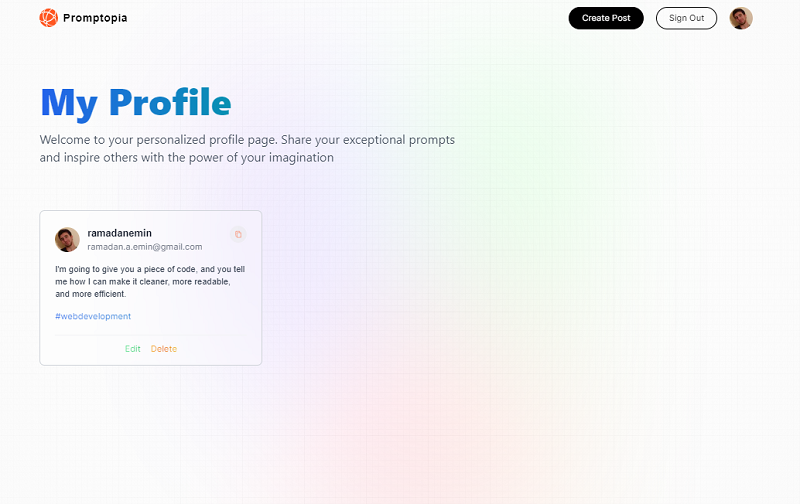 Promptopia
Create Post
Sign Out
My Profile
Welcome to your personalized profile page. Share your exceptional prompts
and inspire others with the power of your imagination
ramadanemin
ramadan.a.emin@gmail.com
I'm going to give you a piece of code, and you tell
me how I can make it cleaner, more readable,
and more efficient.
#webdevelopment
Edit Delete